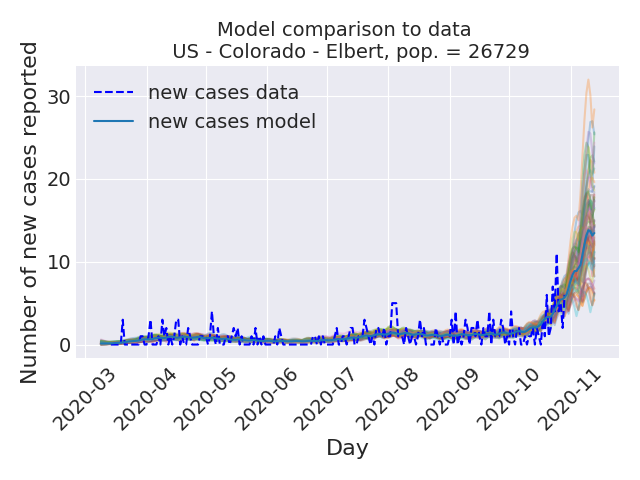 Model comparison to data
US - Colorado - Elbert, pop. = 26729
new cases data
new cases model
Number of new cases reported
30
20
10
0
2020-03
2020-04
2020-05
2020-06
2020-07
2020-08
2020-09
2020-10
2020-11
Day